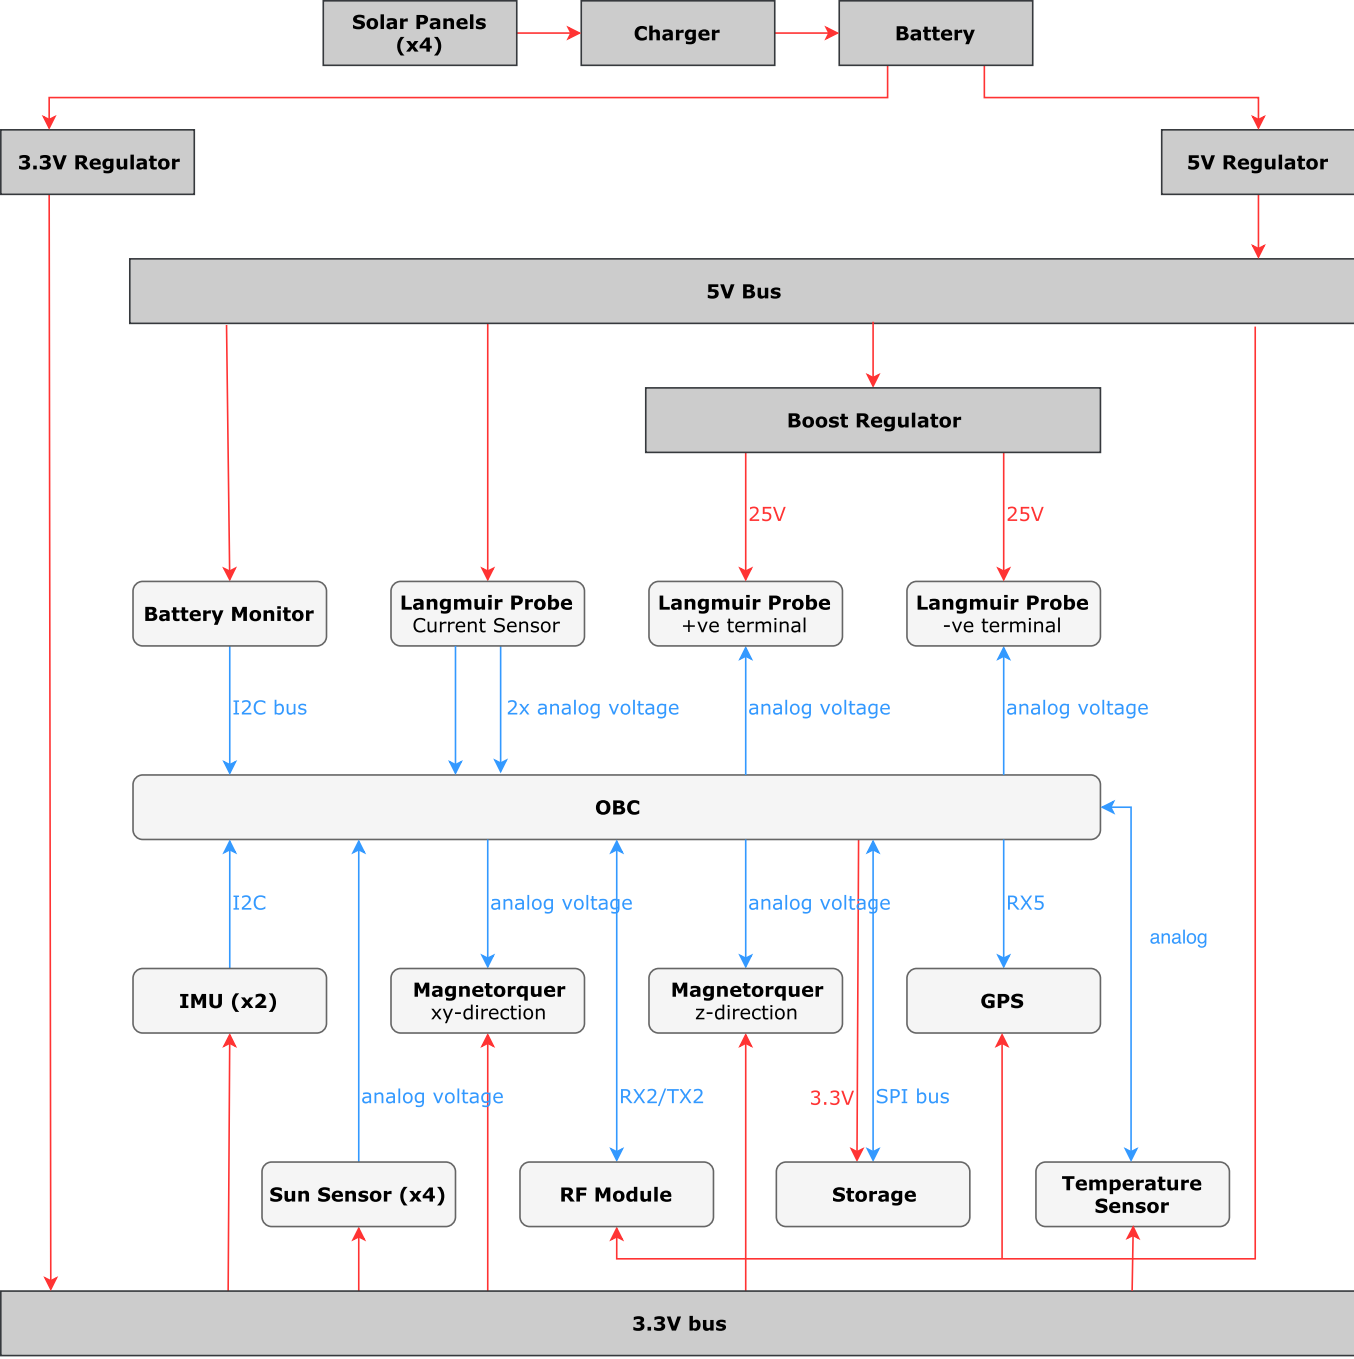 Solar Panels
(x4)
Charger
Battery
3.3V Regulator
5V Regulator
5V Bus
Boost Regulator
25V
25V
Battery Monitor
Langmuir Probe
Current Sensor
Langmuir Probe
+ve terminal
Langmuir Probe
-ve terminal
I2C bus
2x analog voltage
analog voltage
analog voltage
OBC
I2C
analog voltage
analog voltage
RX5
analog
IMU (x2)
Magnetorquer
xy-direction
Magnetorquer
z-direction
GPS
analog voltage
RX2/TX2
3.3V
SPI bus
Sun Sensor (x4)
RF Module
Storage
Temperature
Sensor
3.3V bus